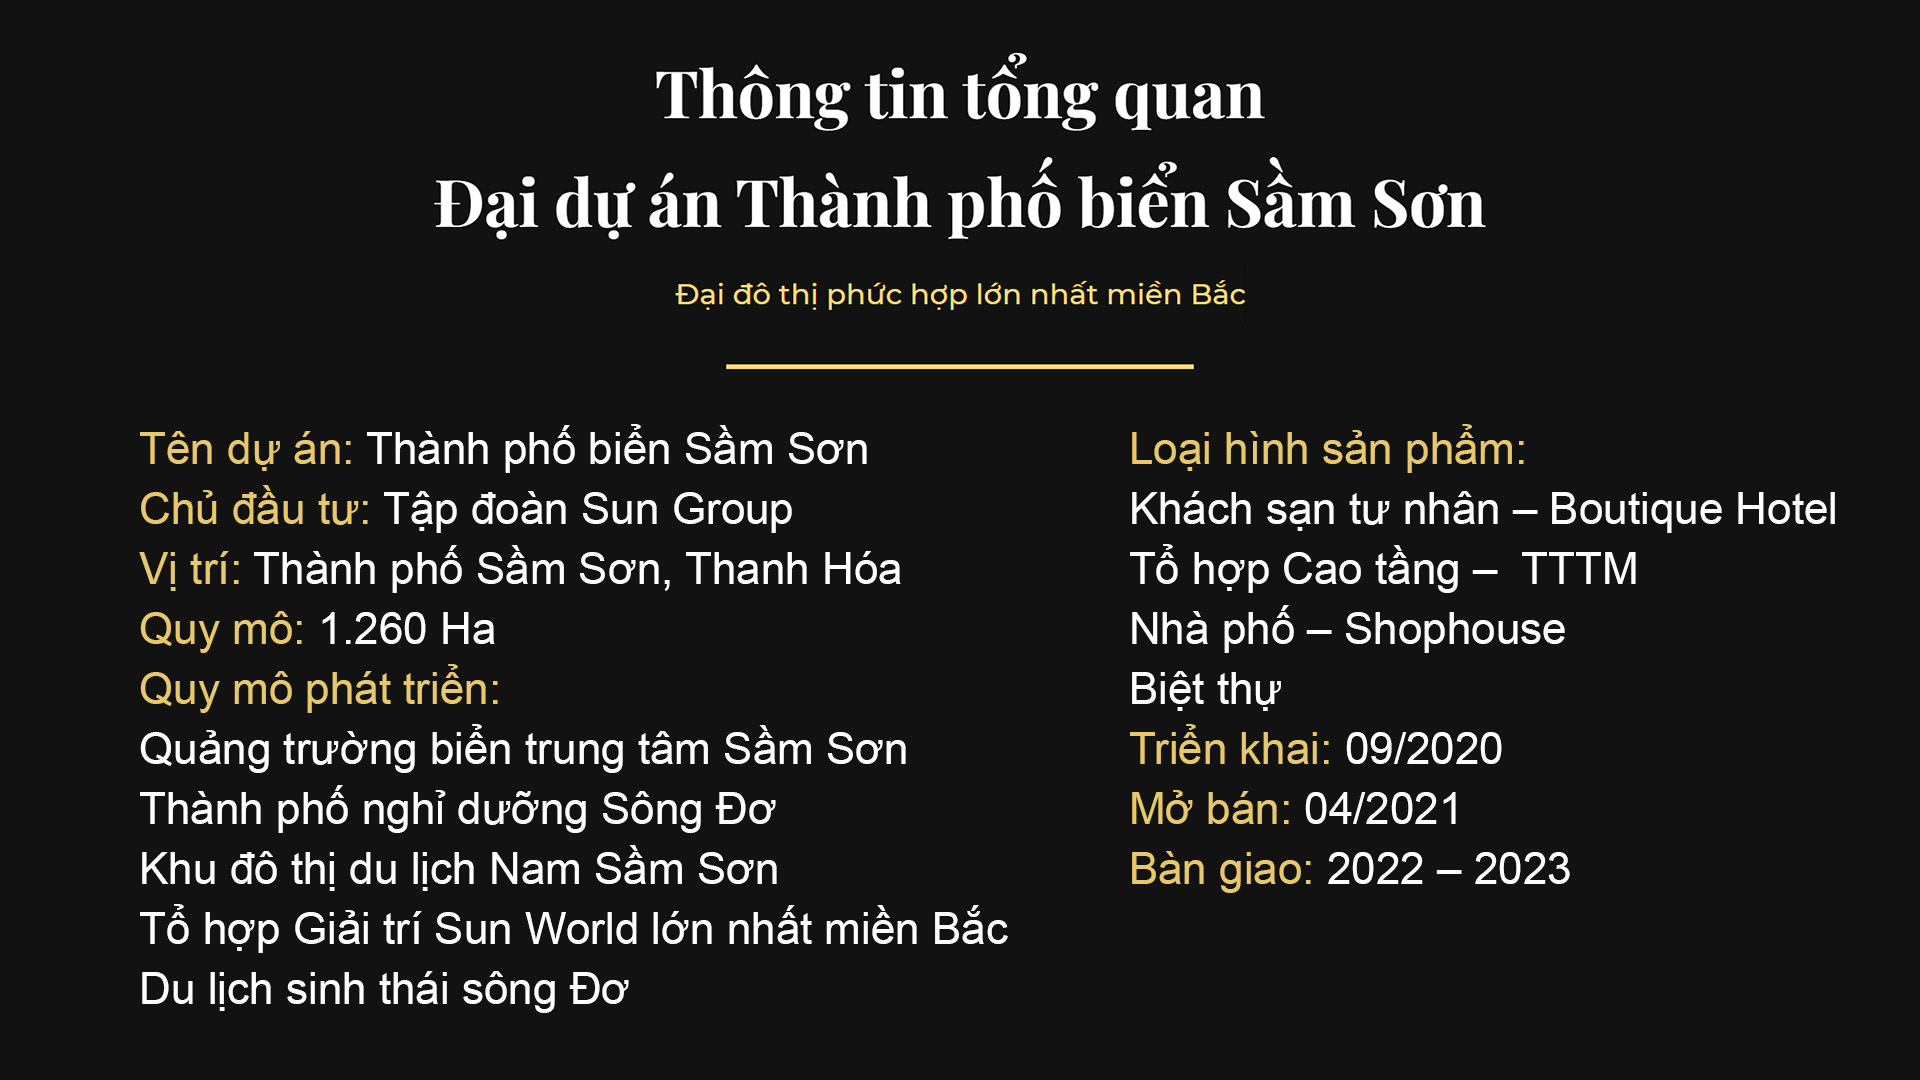 Thông tin tổng quan
Đại dự án Thành phố biển Sầm Sơn
Đại đô thị phức hợp lớn nhất miền Bắc
Tên dự án: Thành phố biển Sầm Sơn
Chủ đầu tư: Tập đoàn Sun Group
Vị trí: Thành phố Sầm Sơn, Thanh Hóa
Quy mô: 1.260 Ha
Quy mô phát triển:
Quảng trường biển trung tâm Sầm Sơn
Thành phố nghỉ dưỡng Sông Đơ
Khu đô thị du lịch Nam Sầm Sơn
Tổ hợp Giải trí Sun World lớn nhất miền Bắc
Du lịch sinh thái sông Đơ
Loại hình sản phẩm:
Khách sạn tư nhân – Boutique Hotel
Tổ hợp Cao tầng –  TTTM
Nhà phố – Shophouse
Biệt thự
Triển khai: 09/2020
Mở bán: 04/2021
Bàn giao: 2022 – 2023